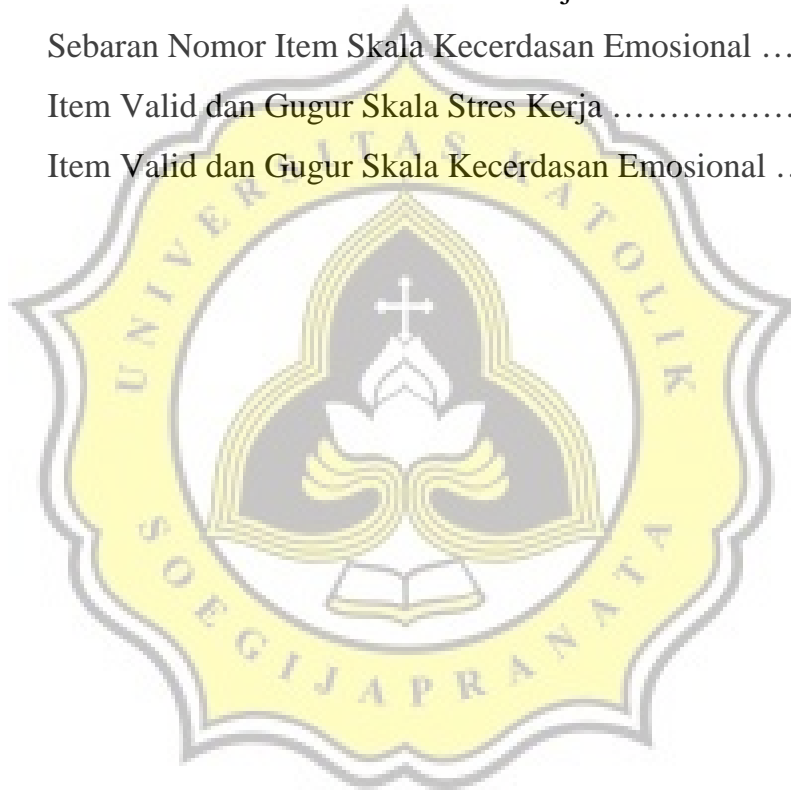 Sebaran Nomor Item Skala Kecerdasan Emosional …
Item Valid dan Gugur Skala Stres Kerja ……………
Item Valid dan Gugur Skala Kecerdasan Emosional …
UNIVERSITAS KATOLIK
SOEGIJAPRANATA